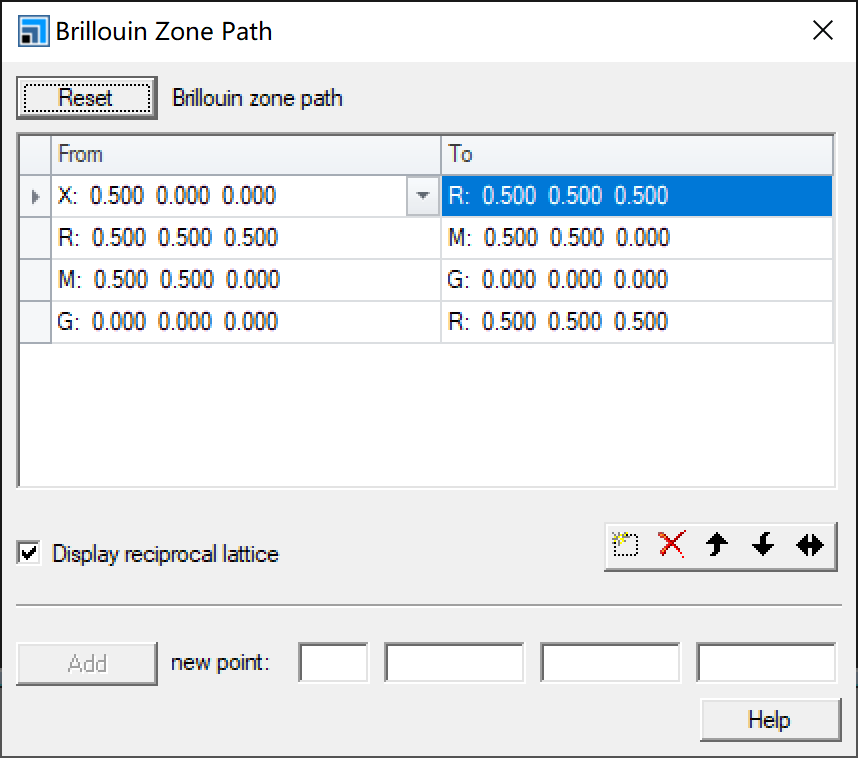 Brillouin Zone Path
Reset Brillouin zone path
From To
X: 0.500 0.000 0.000 R: 0.500 0.500 0.500
R: 0.500 0.500 0.500 M: 0.500 0.500 0.000
M: 0.500 0.500 0.000 G: 0.000 0.000 0.000
G: 0.000 0.000 0.000 R: 0.500 0.500 0.500
Display reciprocal lattice
Add new point:
Help